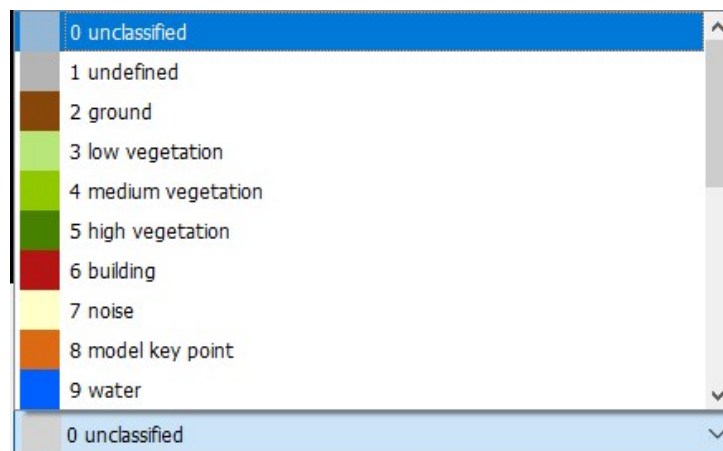 0 unclassified
1 undefined
2 ground
3 low vegetation
4 medium vegetation
5 high vegetation
6 building
7 noise
8 model key point
9 water
0 unclassified